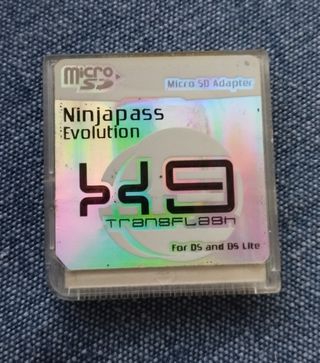 Micro
SD
Micro SD Adapter
Ninjapass
Evolution
X9
Transflash
For DS and DS Lite